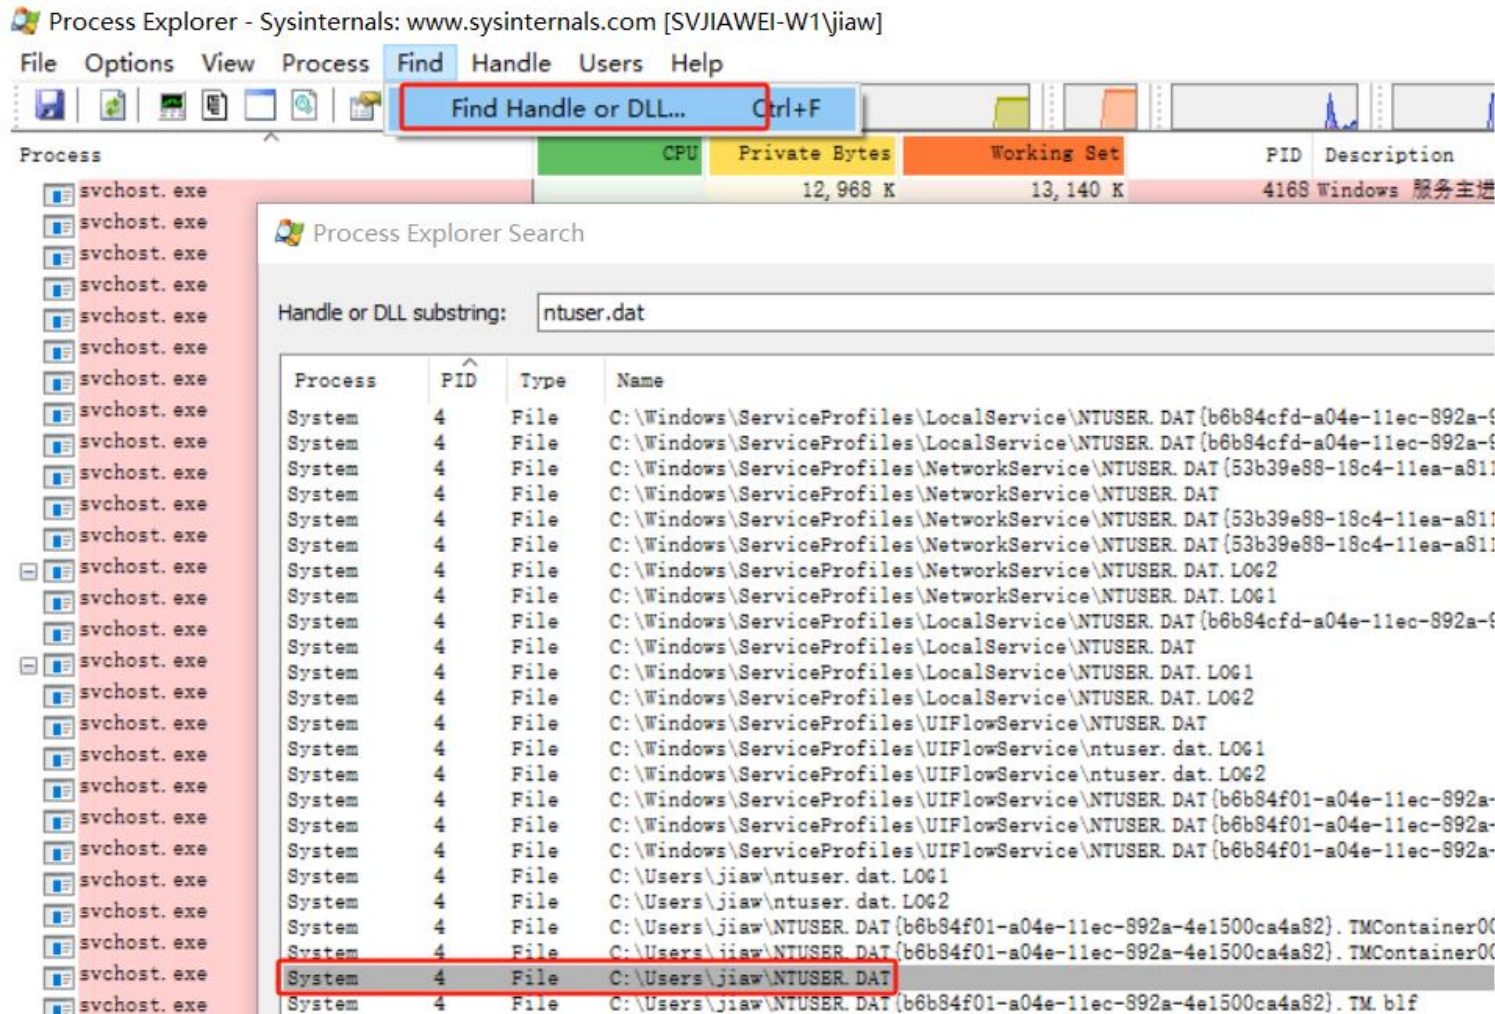 Process Explorer - Sysinternals: www.sysinternals.com [SVJIAWEI-W1\jiaw]
File Options View Process Find Handle Users Help
Find Handle or DLL... Ctrl+F
Process CPU Private Bytes Working Set PID Description
svchost.exe 12,968 K 13,140 K 4168 Windows 服务主进
svchost.exe
Process Explorer Search
svchost.exe
svchost.exe
svchost.exe
Handle or DLL substring: ntuser.dat
svchost.exe
svchost.exe
Process PID Type Name
svchost.exe
System 4 File C:\Windows\ServiceProfiles\LocalService\NTUSER.DAT{b6b84cfd-a04e-11ec-892a-9
svchost.exe
System 4 File C:\Windows\ServiceProfiles\LocalService\NTUSER.DAT{b6b84cfd-a04e-11ec-892a-9
svchost.exe
System 4 File C:\Windows\ServiceProfiles\NetworkService\NTUSER.DAT{53b39e88-18c4-11ea-a811
svchost.exe
System 4 File C:\Windows\ServiceProfiles\NetworkService\NTUSER.DAT
svchost.exe
System 4 File C:\Windows\ServiceProfiles\NetworkService\NTUSER.DAT{53b39e88-18c4-11ea-a811
svchost.exe
System 4 File C:\Windows\ServiceProfiles\NetworkService\NTUSER.DAT{53b39e88-18c4-11ea-a811
svchost.exe
System 4 File C:\Windows\ServiceProfiles\NetworkService\NTUSER.DAT.LOG2
svchost.exe
System 4 File C:\Windows\ServiceProfiles\NetworkService\NTUSER.DAT.LOG1
System 4 File C:\Windows\ServiceProfiles\LocalService\NTUSER.DAT{b6b84cfd-a04e-11ec-892a-9
svchost.exe
System 4 File C:\Windows\ServiceProfiles\LocalService\NTUSER.DAT
svchost.exe
System 4 File C:\Windows\ServiceProfiles\LocalService\NTUSER.DAT.LOG1
svchost.exe
System 4 File C:\Windows\ServiceProfiles\LocalService\NTUSER.DAT.LOG2
System 4 File C:\Windows\ServiceProfiles\UIFlowService\NTUSER.DAT
svchost.exe
System 4 File C:\Windows\ServiceProfiles\UIFlowService\ntuser.dat.LOG1
svchost.exe
System 4 File C:\Windows\ServiceProfiles\UIFlowService\ntuser.dat.LOG2
svchost.exe
System 4 File C:\Windows\ServiceProfiles\UIFlowService\NTUSER.DAT{b6b84f01-a04e-11ec-892a-
svchost.exe
System 4 File C:\Windows\ServiceProfiles\UIFlowService\NTUSER.DAT{b6b84f01-a04e-11ec-892a-
svchost.exe
System 4 File C:\Windows\ServiceProfiles\UIFlowService\NTUSER.DAT{b6b84f01-a04e-11ec-892a-
svchost.exe
System 4 File C:\Users\jiaw\ntuser.dat.LOG1
System 4 File C:\Users\jiaw\ntuser.dat.LOG2
svchost.exe
System 4 File C:\Users\jiaw\NTUSER.DAT{b6b84f01-a04e-11ec-892a-4e1500ca4a82}.TMContainer00
svchost.exe
System 4 File C:\Users\jiaw\NTUSER.DAT{b6b84f01-a04e-11ec-892a-4e1500ca4a82}.TMContainer00
svchost.exe
System 4 File C:\Users\jiaw\NTUSER.DAT
svchost.exe
System 4 File C:\Users\jiaw\NTUSER.DAT{b6b84f01-a04e-11ec-892a-4e1500ca4a82}.TM.blf